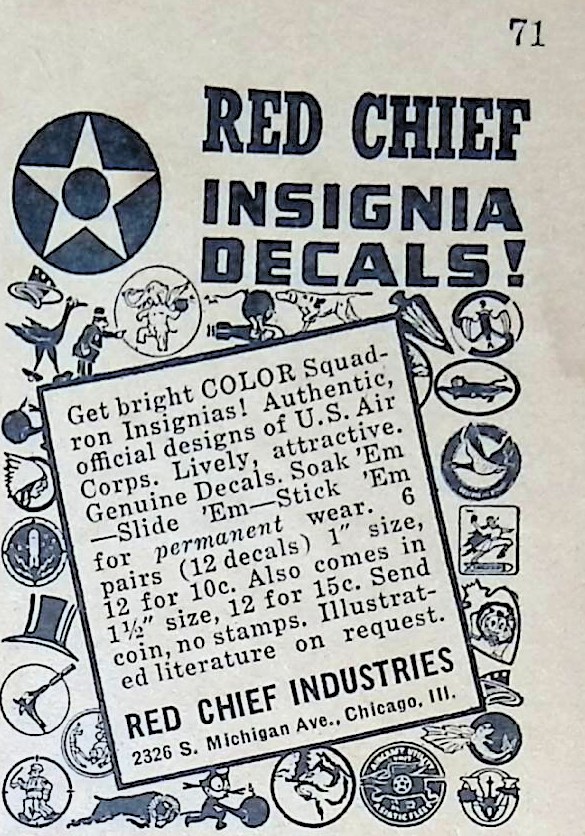 71
RED CHIEF
INSIGNIA
DECALS!
Get bright COLOR Squad-
ron Insignias! Authentic,
official designs of U.S. Air
Corps. Lively, attractive.
Genuine Decals. Soak 'Em
—Slide 'Em—Stick 'Em
for permanent wear. 6
pairs (12 decals) 1" size,
12 for 10c. Also comes in
1½" size, 12 for 15c. Send
coin, no stamps. Illustrat-
ed literature on request.
RED CHIEF INDUSTRIES
2326 S. Michigan Ave., Chicago, Ill.